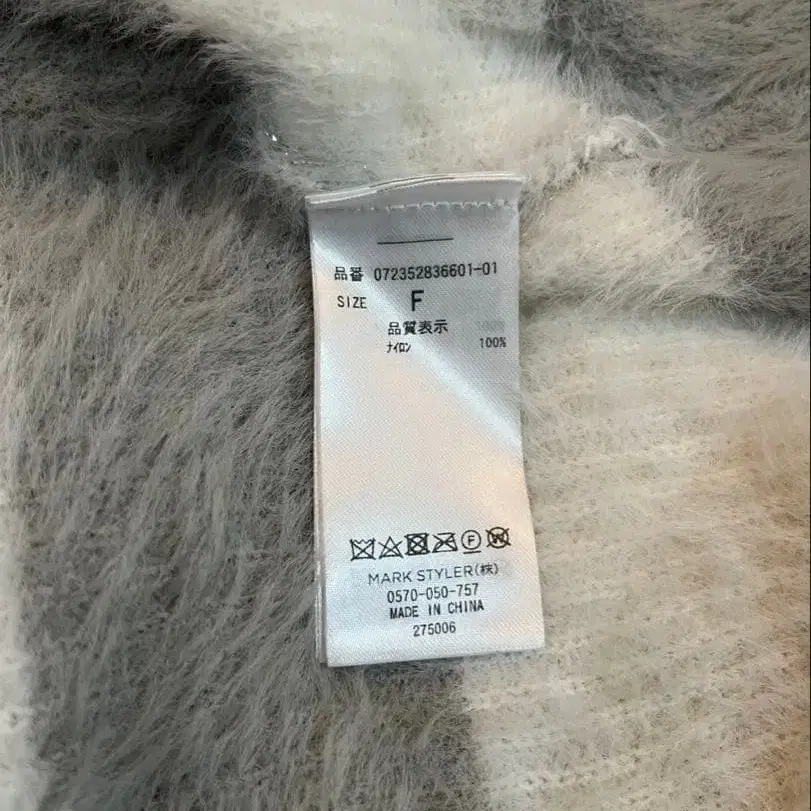 品番 072352836601-01
SIZE F
品質表示
ナイロン 100%
F W
MARK STYLER(株)
0570-050-757
MADE IN CHINA
275006